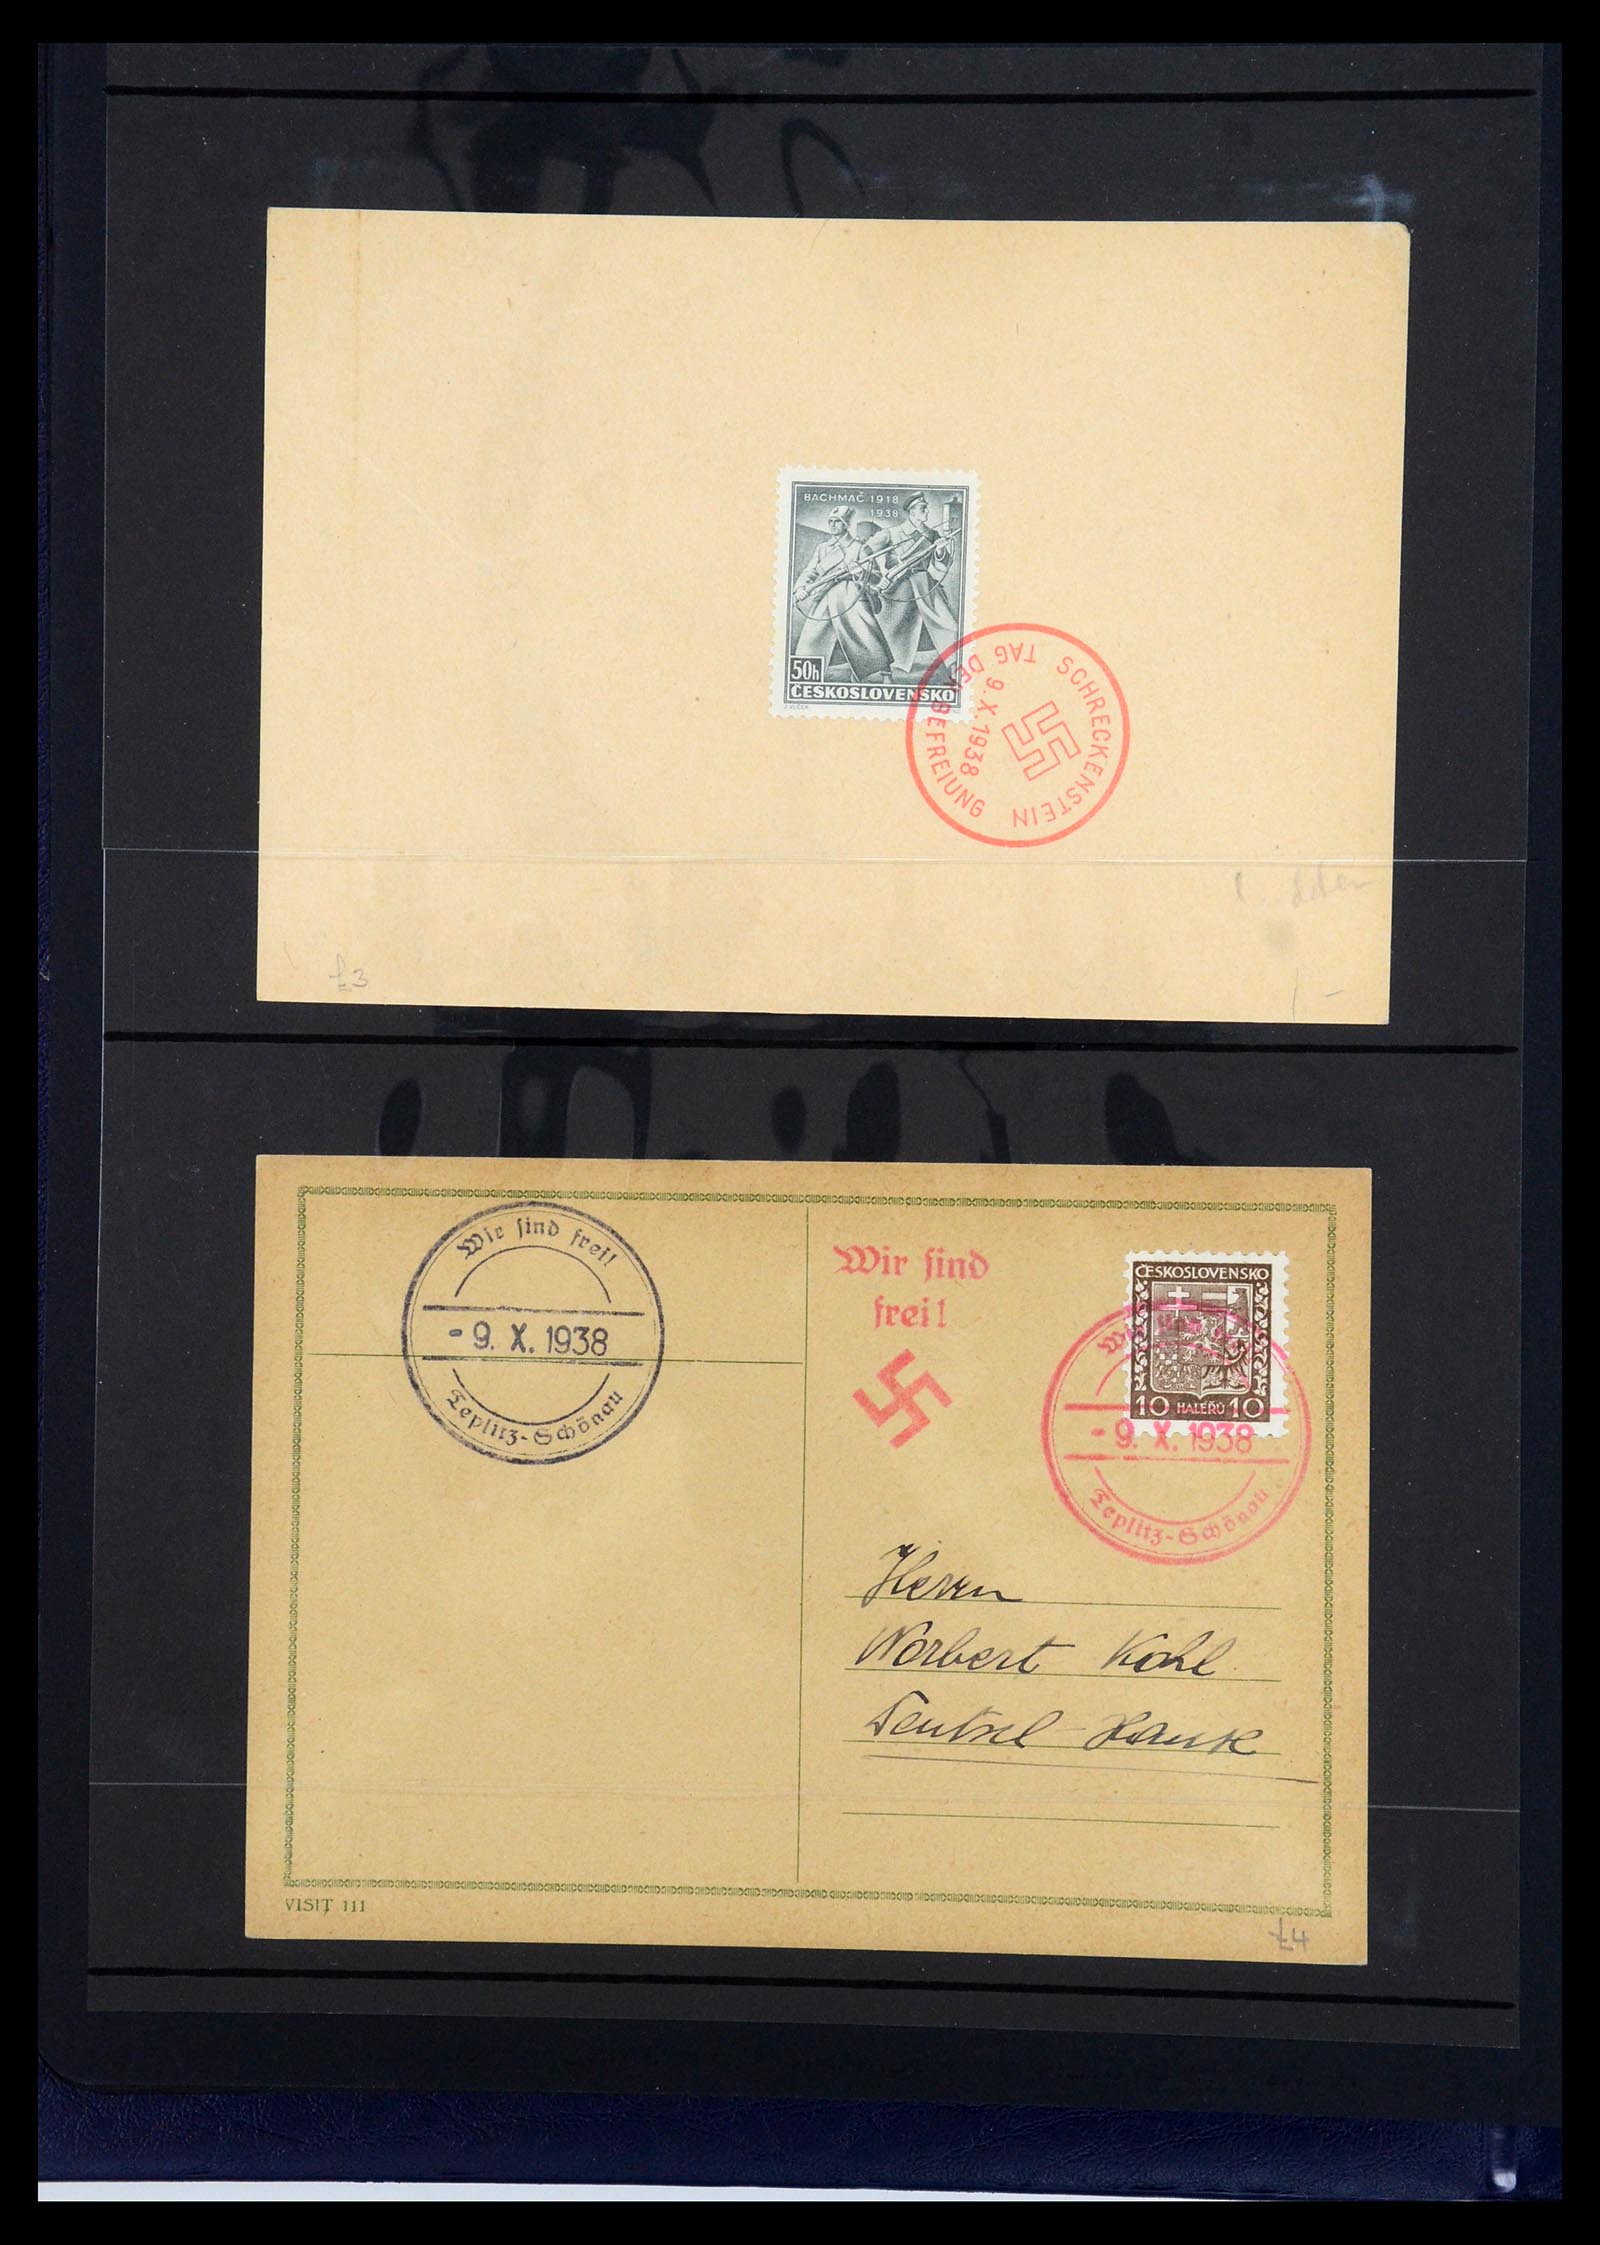 BACHMAČ 1918
1938
50h
ČESKOSLOVENSKO
SCHRECKENSTEIN
TAG DER BEFREIUNG
9.X.1938
£3
Wir sind frei!
- 9. X. 1938
Teplitz-Schönau
Wir sind
frei!
ČESKOSLOVENSKO
10 HALÉŘŮ 10
- 9. X. 1938
Teplitz-Schönau
Herrn
Norbert Kohl
VISIT 111
£4